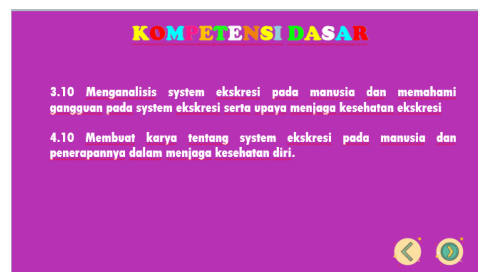 KOMPETENSI DASAR
3.10 Menganalisis system ekskresi pada manusia dan memahami
gangguan pada system ekskresi serta upaya menjaga kesehatan ekskresi
4.10 Membuat karya tentang system ekskresi pada manusia dan
penerapannya dalam menjaga kesehatan diri.